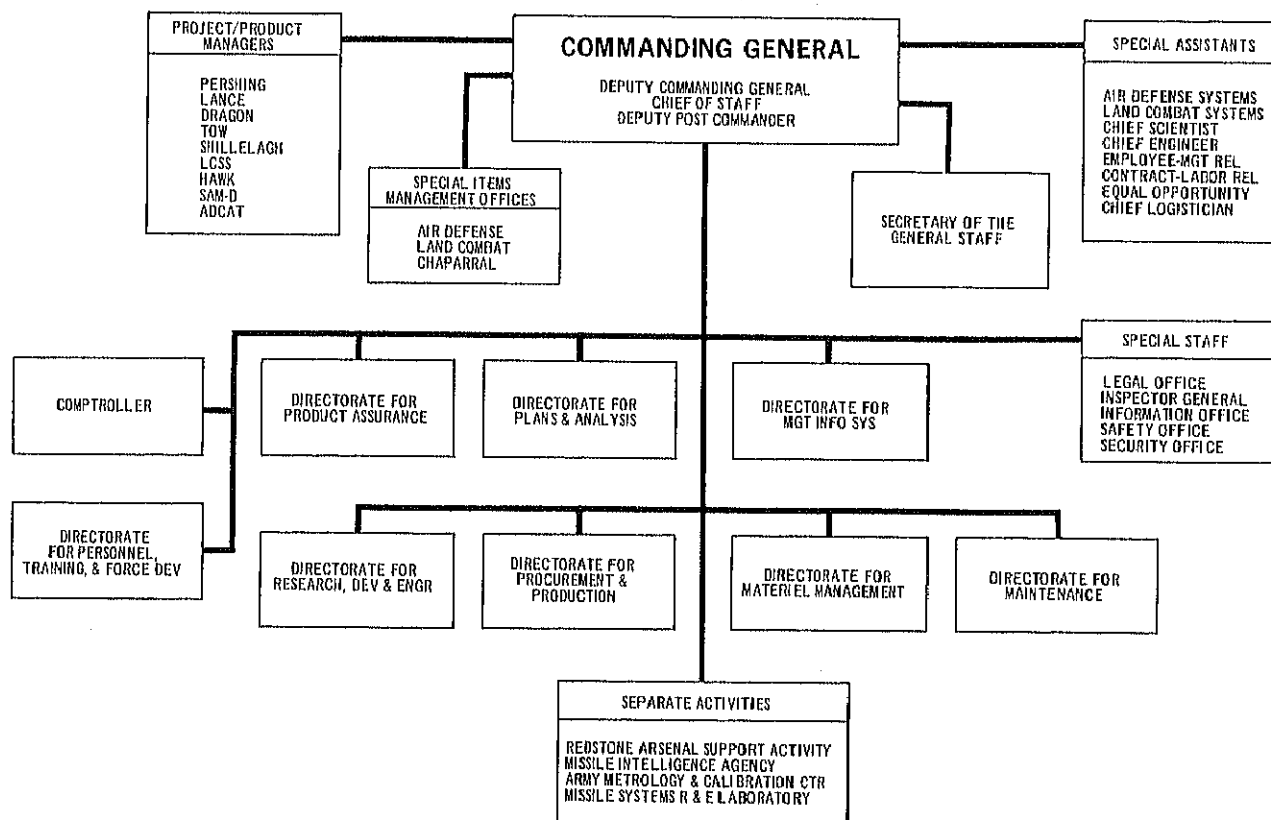 PROJECT/PRODUCT
MANAGERS
PERSHING
LANCE
DRAGON
TOW
SHILLELAGH
LCSS
HAWK
SAM-D
ADCAT
COMMANDING GENERAL
DEPUTY COMMANDING GENERAL
CHIEF OF STAFF
DEPUTY POST COMMANDER
SPECIAL ASSISTANTS
AIR DEFENSE SYSTEMS
LAND COMBAT SYSTEMS
CHIEF SCIENTIST
CHIEF ENGINEER
EMPLOYEE-MGT REL
CONTRACT-LABOR REL
EQUAL OPPORTUNITY
CHIEF LOGISTICIAN
SPECIAL ITEMS
MANAGEMENT OFFICES
AIR DEFENSE
LAND COMBAT
CHAPARRAL
SECRETARY OF THE
GENERAL STAFF
COMPTROLLER
DIRECTORATE FOR
PRODUCT ASSURANCE
DIRECTORATE FOR
PLANS & ANALYSIS
DIRECTORATE FOR
MGT INFO SYS
SPECIAL STAFF
LEGAL OFFICE
INSPECTOR GENERAL
INFORMATION OFFICE
SAFETY OFFICE
SECURITY OFFICE
DIRECTORATE
FOR PERSONNEL,
TRAINING, & FORCE DEV
DIRECTORATE FOR
RESEARCH, DEV & ENGR
DIRECTORATE FOR
PROCUREMENT &
PRODUCTION
DIRECTORATE FOR
MATERIEL MANAGEMENT
DIRECTORATE FOR
MAINTENANCE
SEPARATE ACTIVITIES
REDSTONE ARSENAL SUPPORT ACTIVITY
MISSILE INTELLIGENCE AGENCY
ARMY METROLOGY & CALIBRATION CTR
MISSILE SYSTEMS R & E LABORATORY